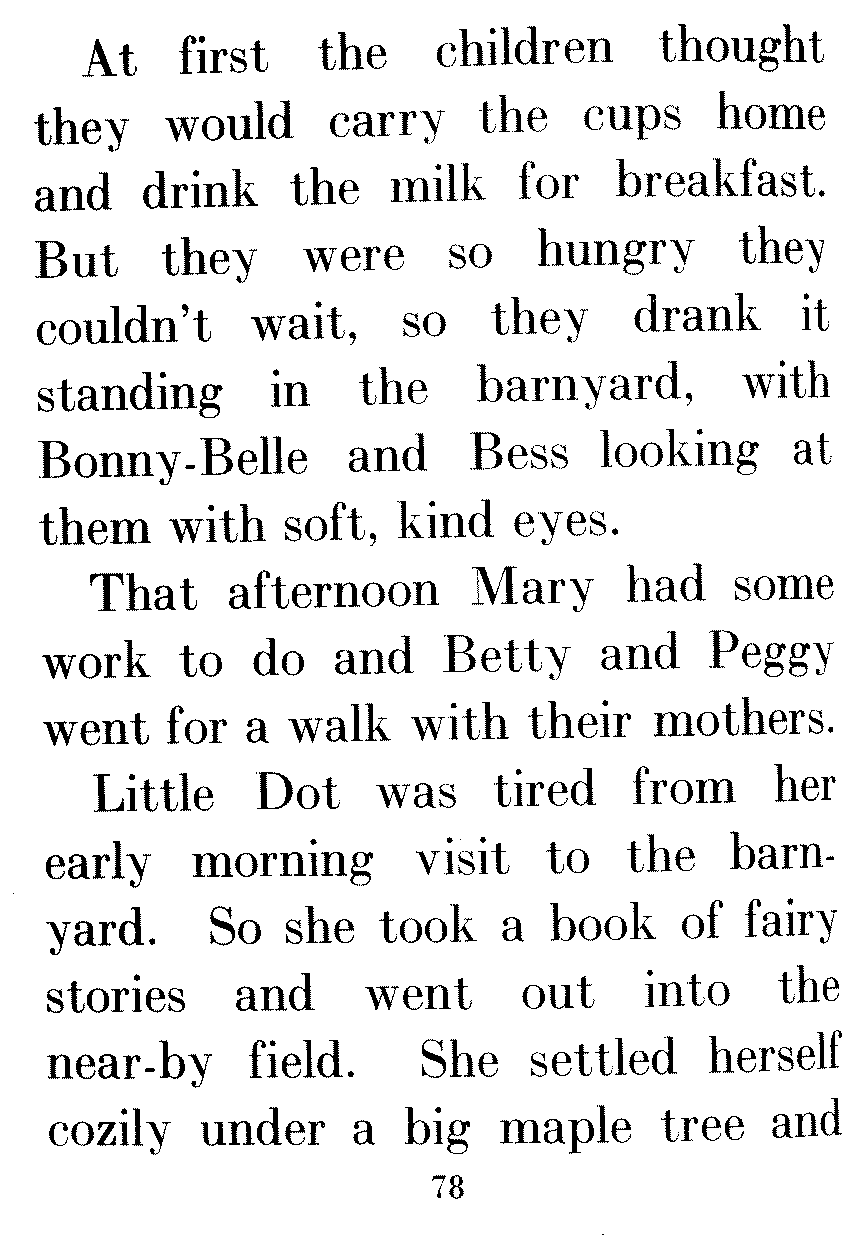 At first the children thought
they would carry the cups home
and drink the milk for breakfast.
But they were so hungry they
couldn't wait, so they drank it
standing in the barnyard, with
Bonny-Belle and Bess looking at
them with soft, kind eyes.
That afternoon Mary had some
work to do and Betty and Peggy
went for a walk with their mothers.
Little Dot was tired from her
early morning visit to the barn-
yard. So she took a book of fairy
stories and went out into the
near-by field. She settled herself
cozily under a big maple tree and
78